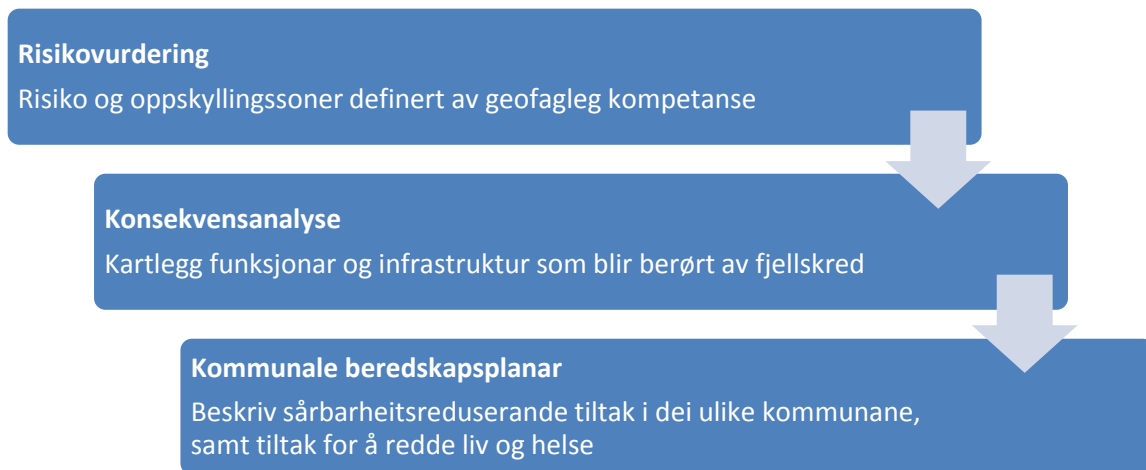 Risikovurdering
Risiko og oppskyllingssoner definert av geofagleg kompetanse
Konsekvensanalyse
Kartlegg funksjonar og infrastruktur som blir berørt av fjellskred
Kommunale beredskapsplanar
Beskriv sårbarheitsreduserande tiltak i dei ulike kommunane,
samt tiltak for å redde liv og helse